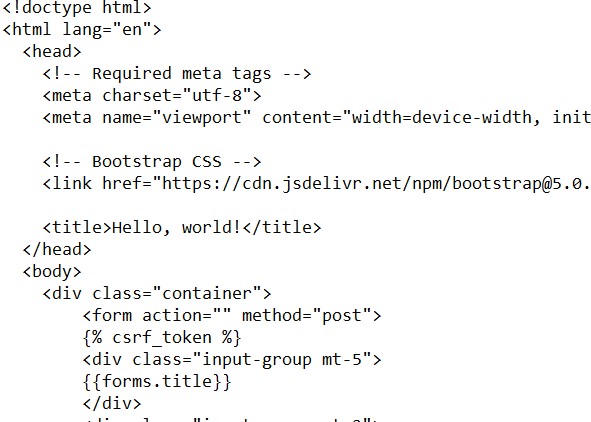 <!doctype html>
<html lang="en">
<head>
<!-- Required meta tags -->
<meta charset="utf-8">
<meta name="viewport" content="width=device-width, init
<!-- Bootstrap CSS -->
<link href="https://cdn.jsdelivr.net/npm/bootstrap@5.0.
<title>Hello, world!</title>
</head>
<body>
<div class="container">
<form action="" method="post">
{% csrf_token %}
<div class="input-group mt-5">
{{forms.title}}
</div>